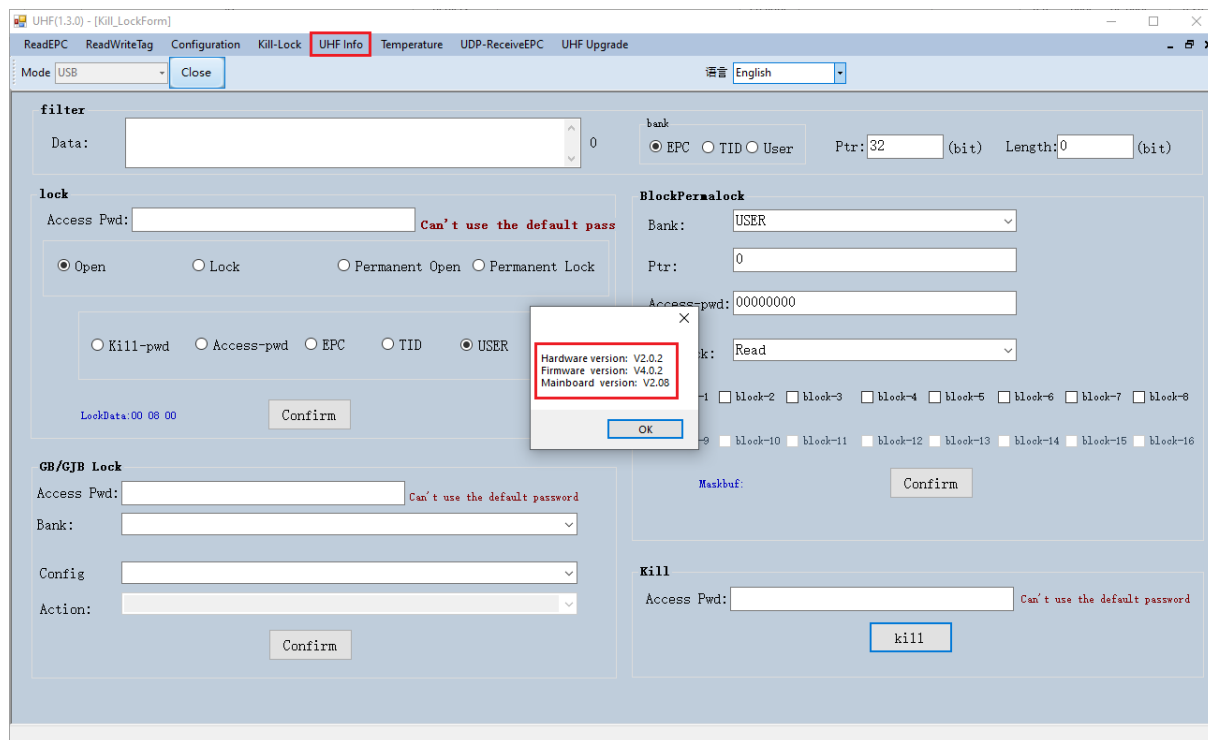 UHF(1.3.0) - [Kill_LockForm]
ReadEPC ReadWriteTag Configuration Kill-Lock UHF Info Temperature UDP-ReceiveEPC UHF Upgrade
Mode USB Close 语言 English
filter
Data: 0
bank
EPC TID User Ptr: 32 (bit) Length: 0 (bit)
lock
Access Pwd: Can't use the default pass
Open Lock Permanent Open Permanent Lock
Kill-pwd Access-pwd EPC TID USER
LockData:00 08 00 Confirm
BlockPermalock
Bank: USER
Ptr: 0
Access-pwd: 00000000
k: Read
-1 block-2 block-3 block-4 block-5 block-6 block-7 block-8
-9 block-10 block-11 block-12 block-13 block-14 block-15 block-16
Maskbuf: Confirm
Hardware version: V2.0.2
Firmware version: V4.0.2
Mainboard version: V2.08
OK
GB/GJB Lock
Access Pwd: Can't use the default password
Bank:
Config
Action:
Confirm
Kill
Access Pwd: Can't use the default password
kill